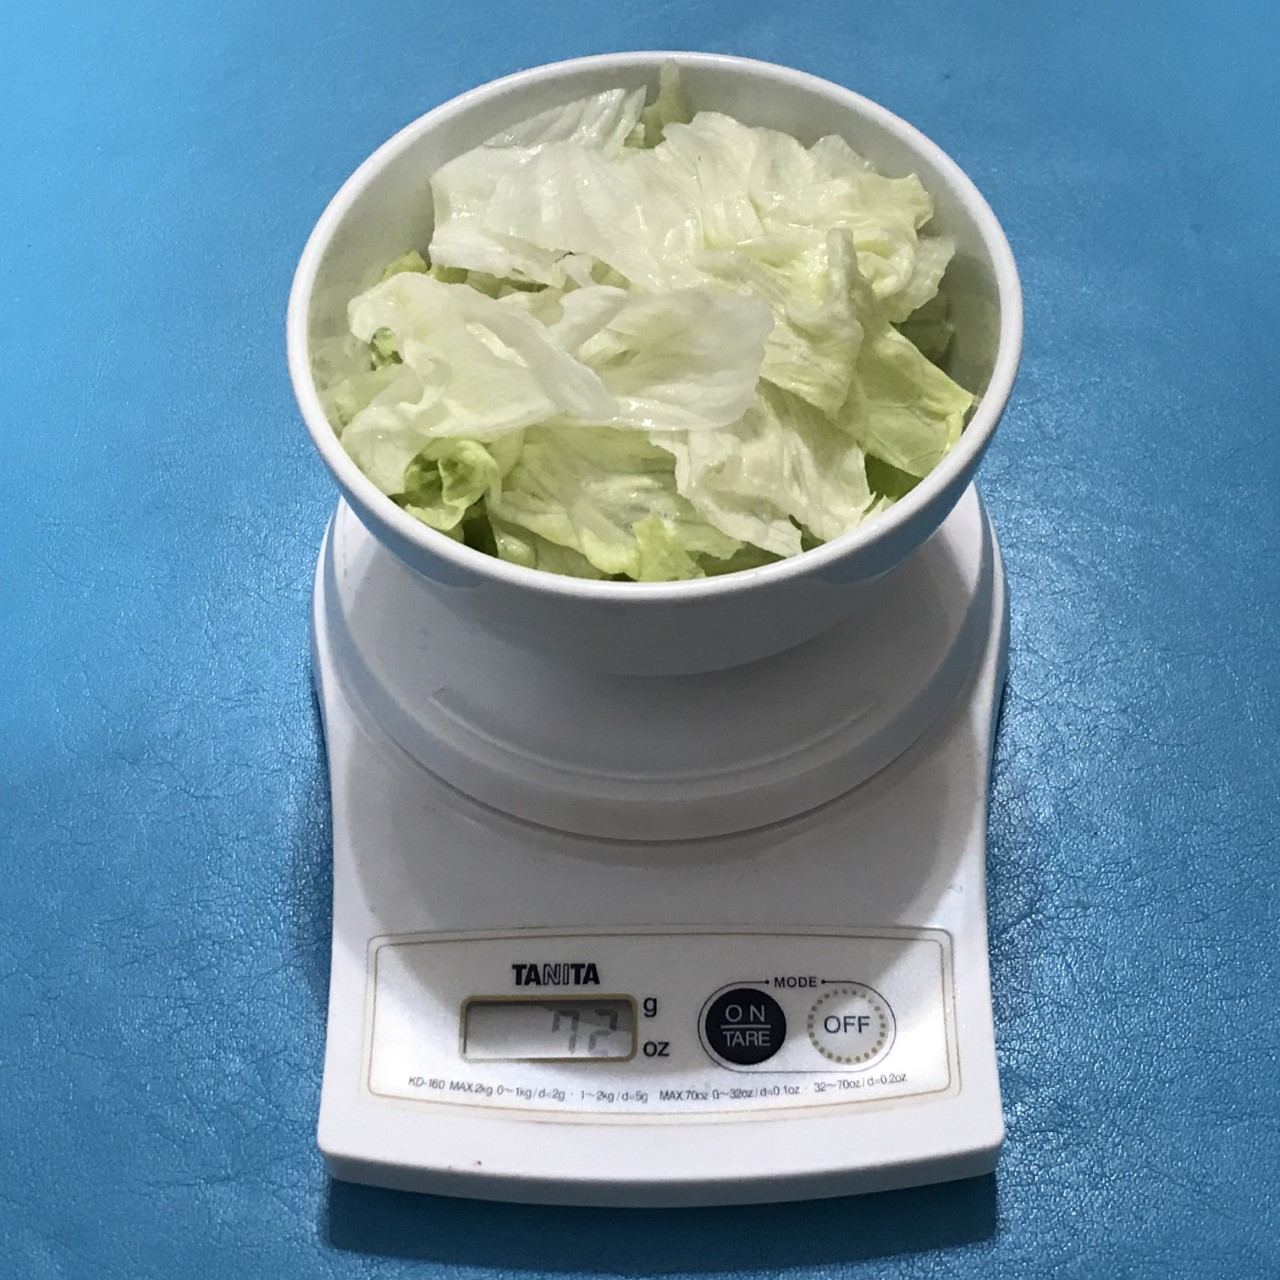 TANITA
72
g
oz
MODE
ON
TARE
OFF
KD-160 MAX.2kg 0~1kg/d=2g · 1~2kg/d=5g MAX.70oz 0~32oz/d=0.1oz · 32~70oz/d=0.2oz